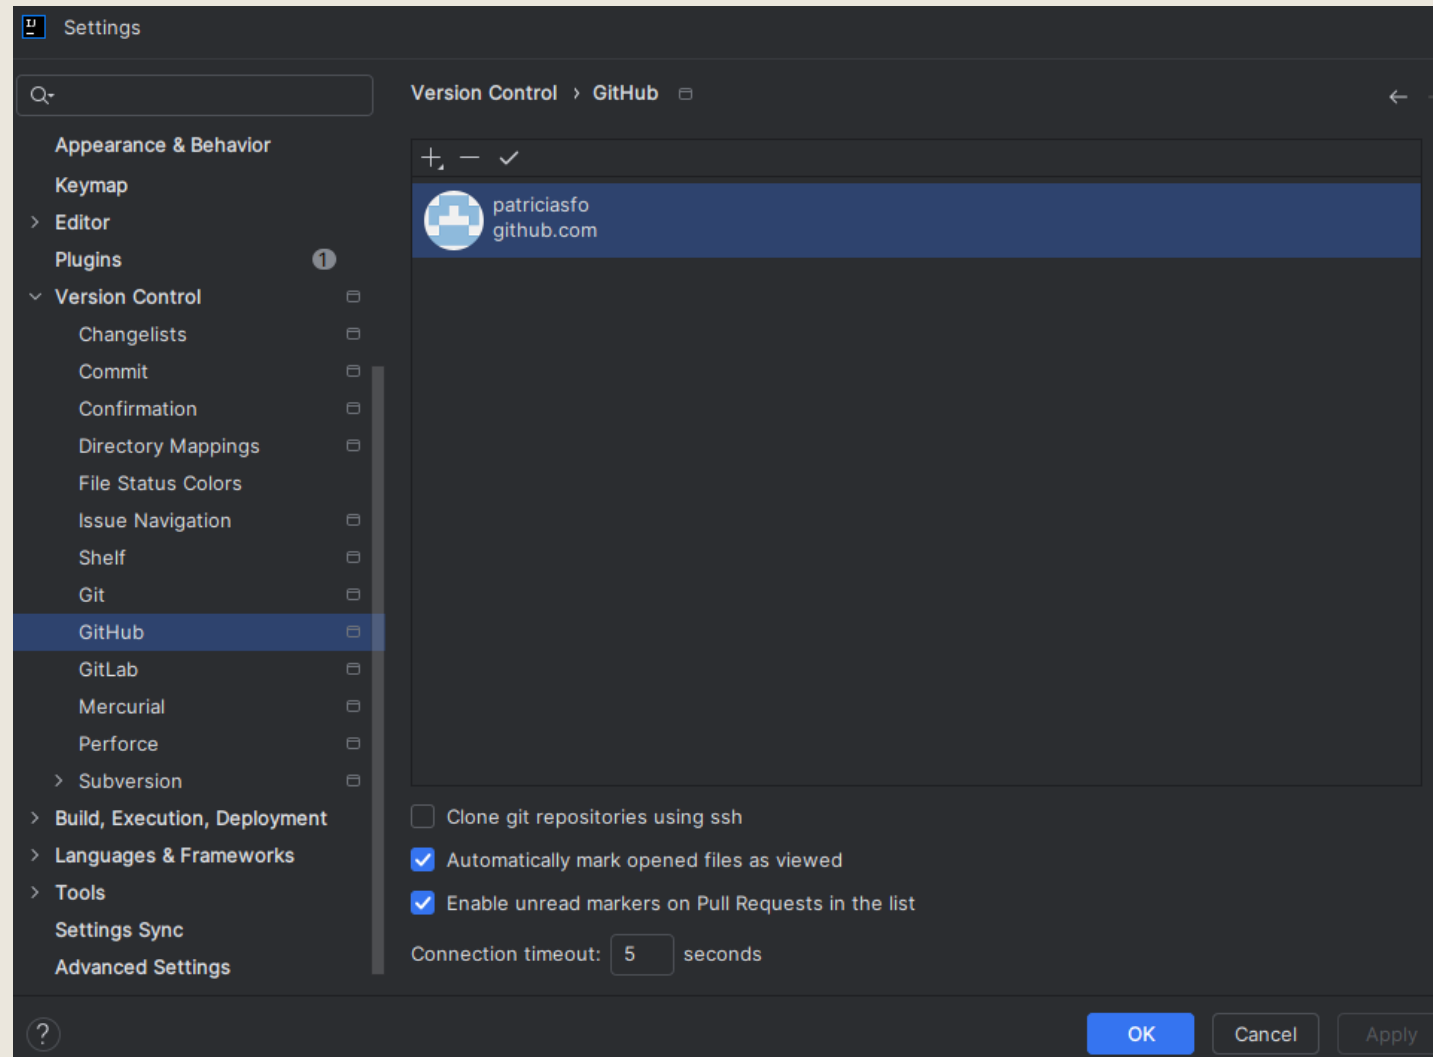 IJ
Settings
Version Control › GitHub
Appearance & Behavior
Keymap
Editor
Plugins 1
Version Control
Changelists
Commit
Confirmation
Directory Mappings
File Status Colors
Issue Navigation
Shelf
Git
GitHub
GitLab
Mercurial
Perforce
Subversion
Build, Execution, Deployment
Languages & Frameworks
Tools
Settings Sync
Advanced Settings
patriciasfo
github.com
Clone git repositories using ssh
Automatically mark opened files as viewed
Enable unread markers on Pull Requests in the list
Connection timeout: 5 seconds
?
OK
Cancel
Apply